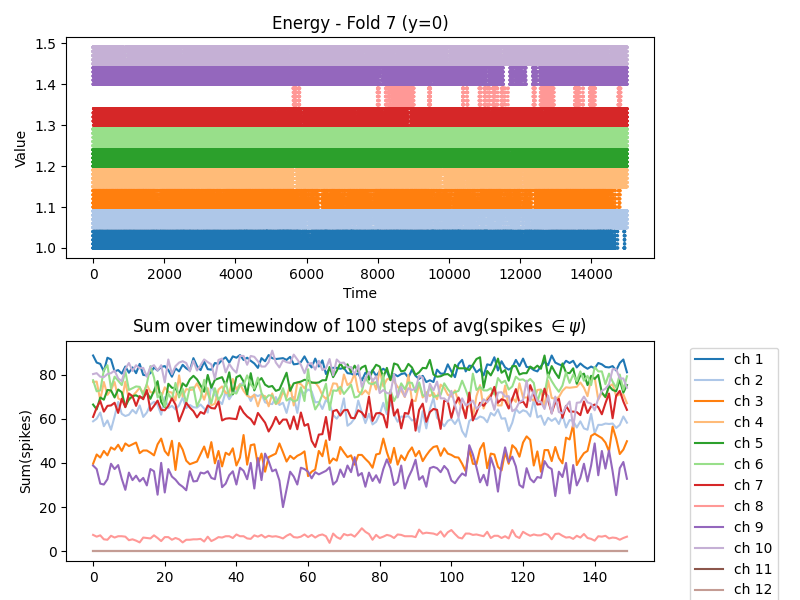 Energy - Fold 7 (y=0)
1.5
1.4
1.3
1.2
1.1
1.0
Value
0 2000 4000 6000 8000 10000 12000 14000
Time
Sum over timewindow of 100 steps of avg(spikes ∈ψ)
80
60
40
20
0
Sum(spikes)
0 20 40 60 80 100 120 140
ch 1
ch 2
ch 3
ch 4
ch 5
ch 6
ch 7
ch 8
ch 9
ch 10
ch 11
ch 12